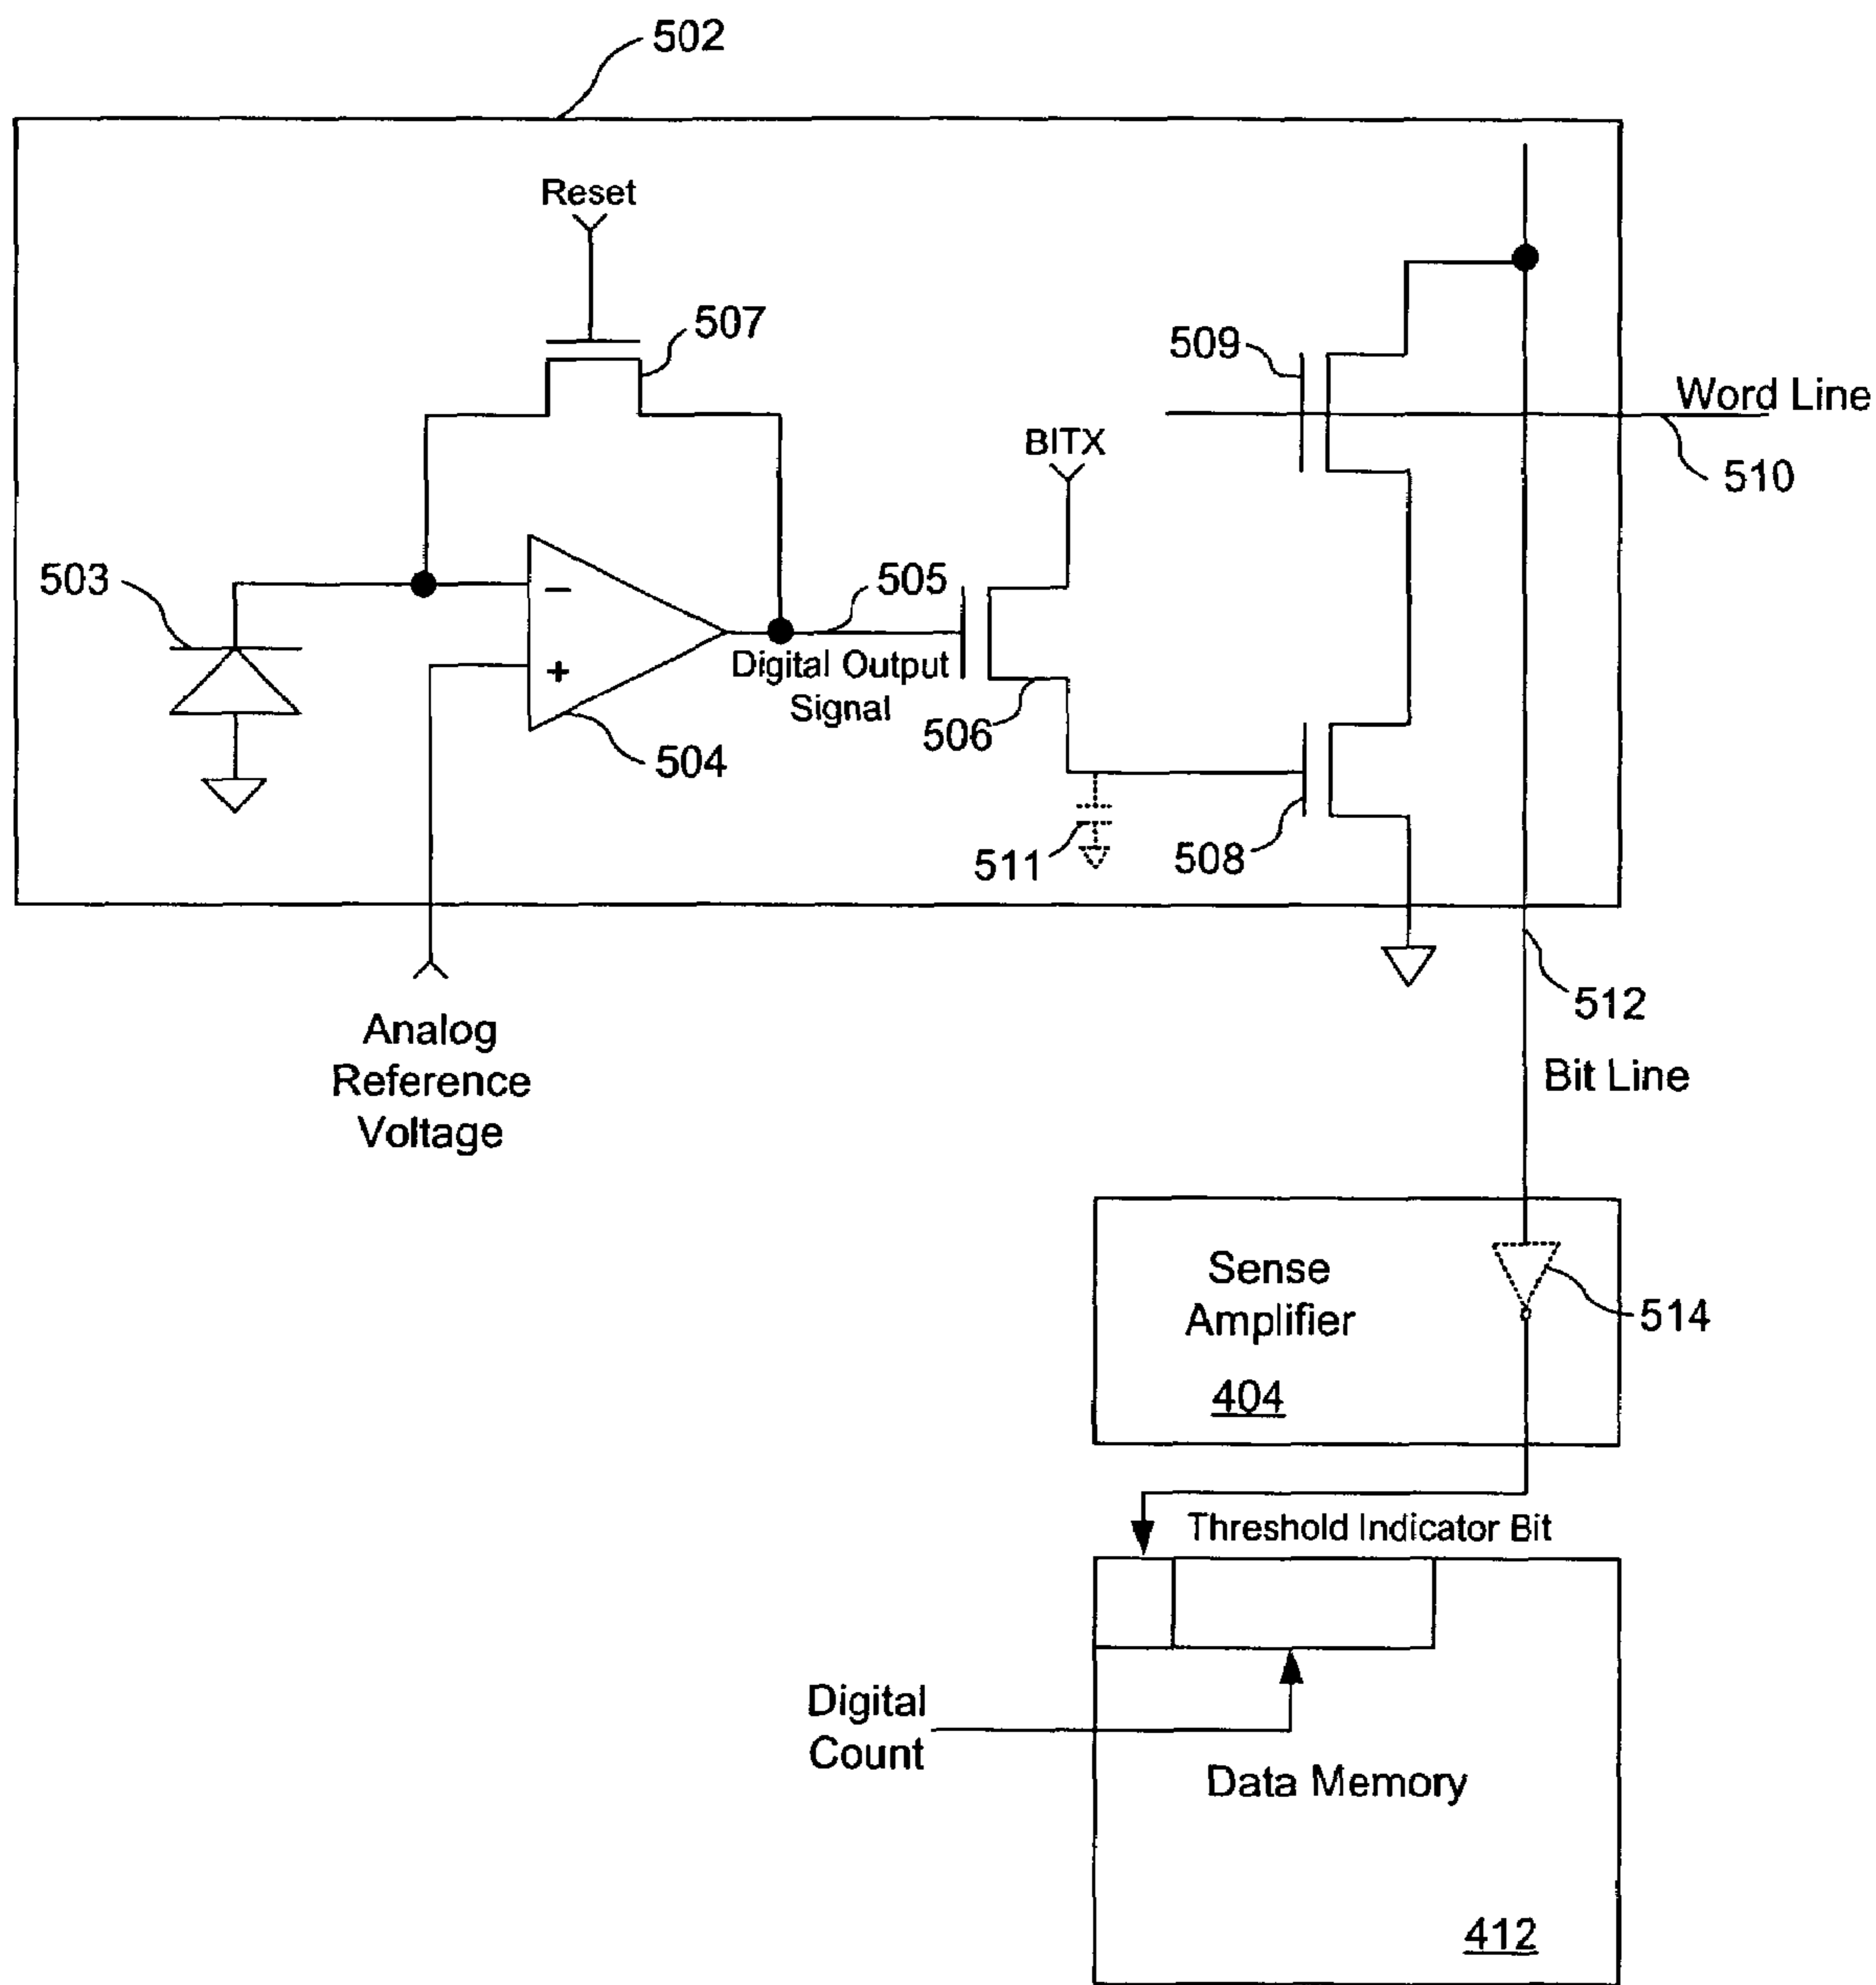 502
Reset
507
509
Word Line
510
BITX
503
−
505
+
Digital Output
Signal
506
504
511
508
512
Analog
Reference
Voltage
Bit Line
Sense
Amplifier
514
404
Threshold Indicator Bit
Digital
Count
Data Memory
412